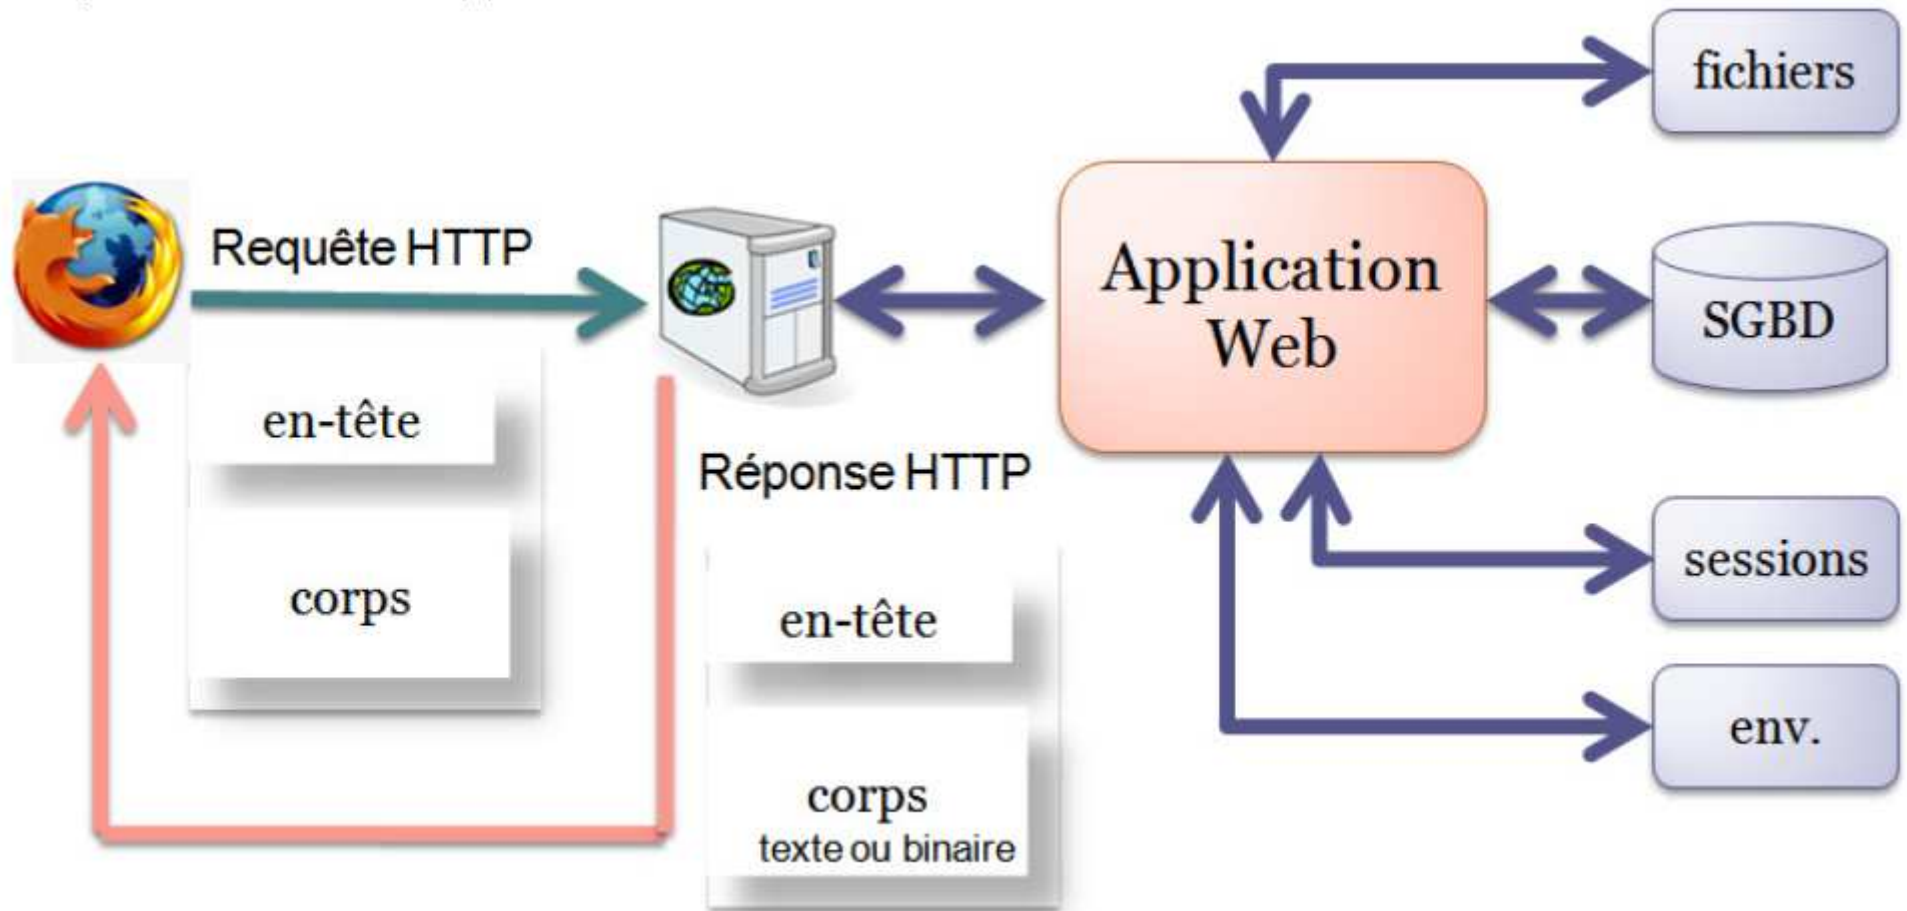 fichiers
Requête HTTP
Application
Web
SGBD
en-tête
corps
Réponse HTTP
en-tête
corps
texte ou binaire
sessions
env.